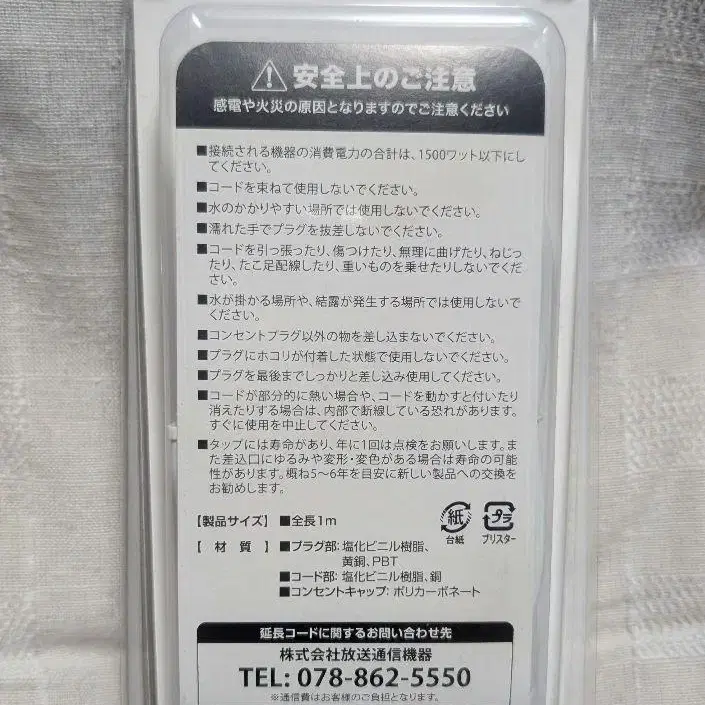 安全上のご注意
感電や火災の原因となりますのでご注意ください
■接続される機器の消費電力の合計は、1500ワット以下にし
てください。
■コードを束ねて使用しないでください。
■水のかかりやすい場所では使用しないでください。
■濡れた手でプラグを抜差しないでください。
■コードを引っ張ったり、傷つけたり、無理に曲げたり、ねじっ
たり、たこ足配線したり、重いものを乗せたりしないでくだ
さい。
■水が掛かる場所や、結露が発生する場所では使用しないで
ください。
■コンセントプラグ以外の物を差し込まないでください。
■プラグにホコリが付着した状態で使用しないでください。
■プラグを最後までしっかりと差し込み使用してください。
■コードが部分的に熱い場合や、コードを動かすと付いたり
消えたりする場合は、内部で断線している恐れがあります。
すぐに使用を中止してください。
■タップには寿命があり、年に1回は点検をお願いします。ま
た差込口にゆるみや変形・変色がある場合は寿命の可能
性があります。概ね5〜6年を目安に新しい製品への交換を
お勧めします。
【製品サイズ】 ■全長1m
紙 プラ
台紙 ブリスター
【材質】 ■プラグ部：塩化ビニル樹脂、
黄銅、PBT
■コード部：塩化ビニル樹脂、銅
■コンセントキャップ：ポリカーボネート
延長コードに関するお問い合わせ先
株式会社放送通信機器
TEL: 078-862-5550
※通信費はお客様のご負担となります。